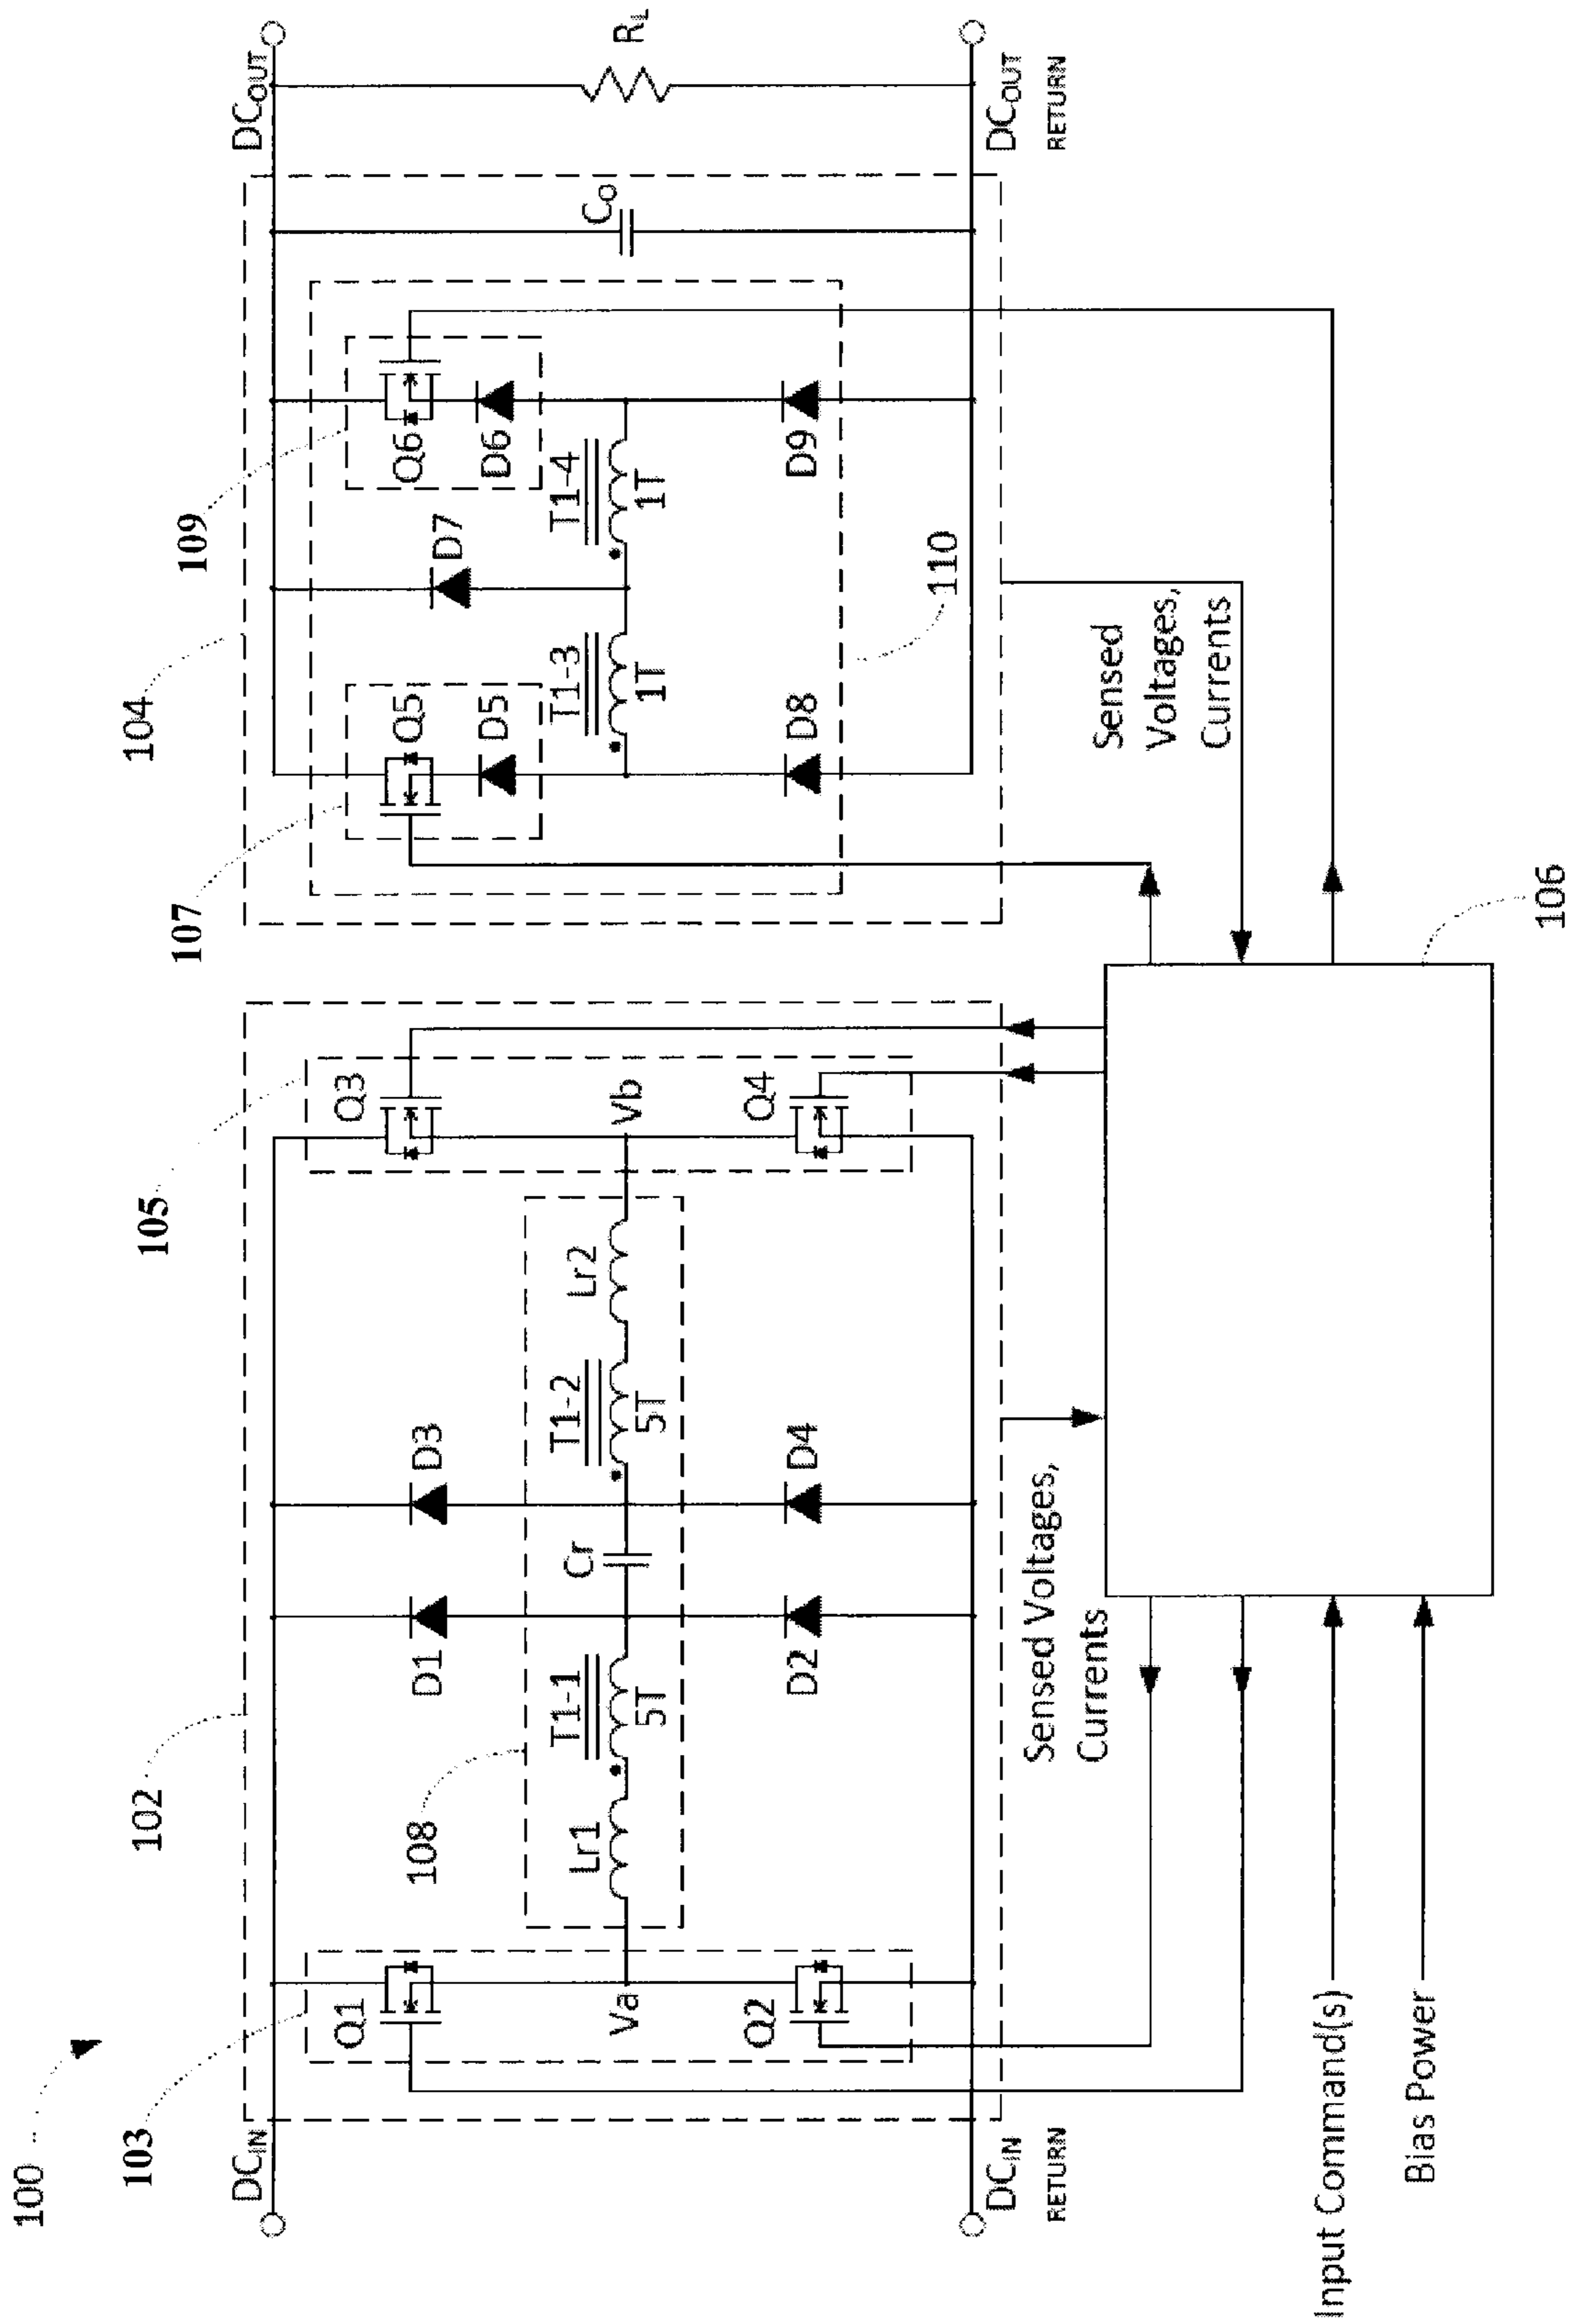 100
103
102
105
107
109
104
DC_IN
DC_OUT
Q1
D1
D3
Q3
Q5
D5
D7
Q6
D6
108
Va
Lr1
T1-1
5T
Cr
T1-2
5T
Lr2
Vb
T1-3
1T
T1-4
1T
C_O
R_L
Q2
D2
D4
Q4
D8
D9
110
DC_IN
RETURN
DC_OUT
RETURN
Sensed Voltages,
Currents
Sensed
Voltages,
Currents
Input Command(s)
Bias Power
106